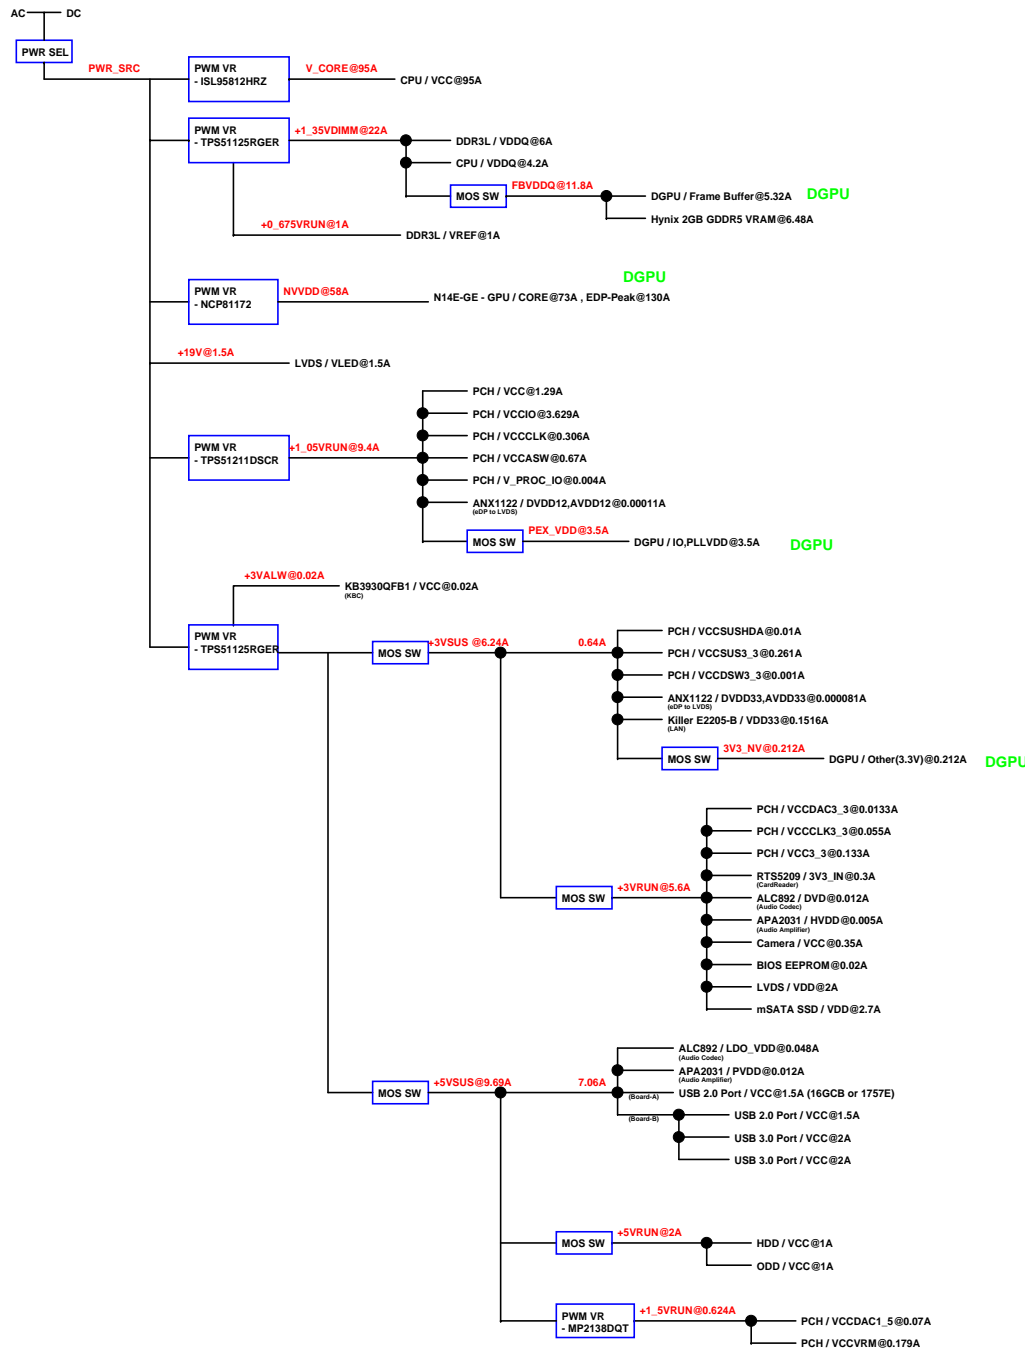 AC DC
PWR SEL
PWR_SRC
PWM VR
- ISL95812HRZ
V_CORE@95A
CPU / VCC@95A
PWM VR
- TPS51125RGER
+1_35VDIMM@22A
DDR3L / VDDQ@6A
CPU / VDDQ@4.2A
MOS SW
FBVDDQ@11.8A
DGPU / Frame Buffer@5.32A
DGPU
Hynix 2GB GDDR5 VRAM@6.48A
+0_675VRUN@1A
DDR3L / VREF@1A
DGPU
PWM VR
- NCP81172
NVVDD@58A
N14E-GE - GPU / CORE@73A , EDP-Peak@130A
+19V@1.5A
LVDS / VLED@1.5A
PWM VR
- TPS51211DSCR
+1_05VRUN@9.4A
PCH / VCC@1.29A
PCH / VCCIO@3.629A
PCH / VCCCLK@0.306A
PCH / VCCASW@0.67A
PCH / V_PROC_IO@0.004A
ANX1122 / DVDD12,AVDD12@0.00011A
(eDP to LVDS)
MOS SW
PEX_VDD@3.5A
DGPU / IO,PLLVDD@3.5A
DGPU
+3VALW@0.02A
KB3930QFB1 / VCC@0.02A
(KBC)
PWM VR
- TPS51125RGER
MOS SW
+3VSUS @6.24A
0.64A
PCH / VCCSUSHDA@0.01A
PCH / VCCSUS3_3@0.261A
PCH / VCCDSW3_3@0.001A
ANX1122 / DVDD33,AVDD33@0.000081A
(eDP to LVDS)
Killer E2205-B / VDD33@0.1516A
(LAN)
MOS SW
3V3_NV@0.212A
DGPU / Other(3.3V)@0.212A
DGPU
MOS SW
+3VRUN@5.6A
PCH / VCCDAC3_3@0.0133A
PCH / VCCCLK3_3@0.055A
PCH / VCC3_3@0.133A
RTS5209 / 3V3_IN@0.3A
(CardReader)
ALC892 / DVD@0.012A
(Audio Codec)
APA2031 / HVDD@0.005A
(Audio Amplifier)
Camera / VCC@0.35A
BIOS EEPROM@0.02A
LVDS / VDD@2A
mSATA SSD / VDD@2.7A
MOS SW
+5VSUS@9.69A
7.06A
ALC892 / LDO_VDD@0.048A
(Audio Codec)
APA2031 / PVDD@0.012A
(Audio Amplifier)
(Board-A)
USB 2.0 Port / VCC@1.5A (16GCB or 1757E)
(Board-B)
USB 2.0 Port / VCC@1.5A
USB 3.0 Port / VCC@2A
USB 3.0 Port / VCC@2A
MOS SW
+5VRUN@2A
HDD / VCC@1A
ODD / VCC@1A
PWM VR
- MP2138DQT
+1_5VRUN@0.624A
PCH / VCCDAC1_5@0.07A
PCH / VCCVRM@0.179A